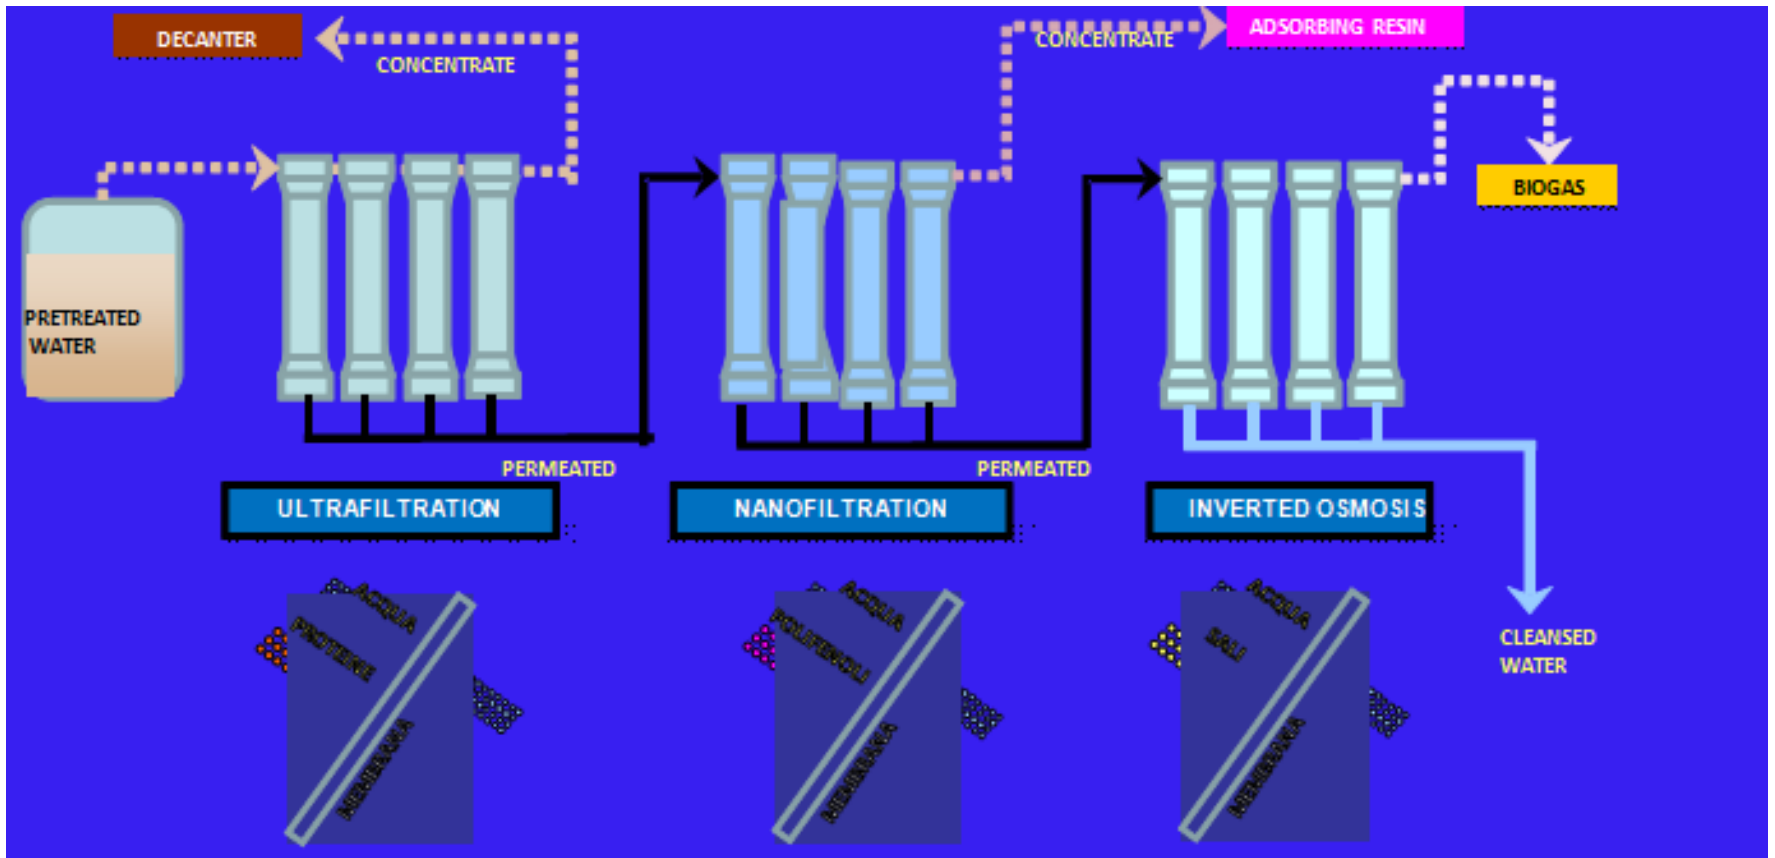 DECANTER
CONCENTRATE
CONCENTRATE
ADSORBING RESIN
BIOGAS
PRETREATED
WATER
PERMEATED
PERMEATED
ULTRAFILTRATION
NANOFILTRATION
INVERTED OSMOSIS
ACQUA
PROTEINE
MEMBRANA
ACQUA
POLIFENOLI
MEMBRANA
ACQUA
SALI
MEMBRANA
CLEANSED
WATER